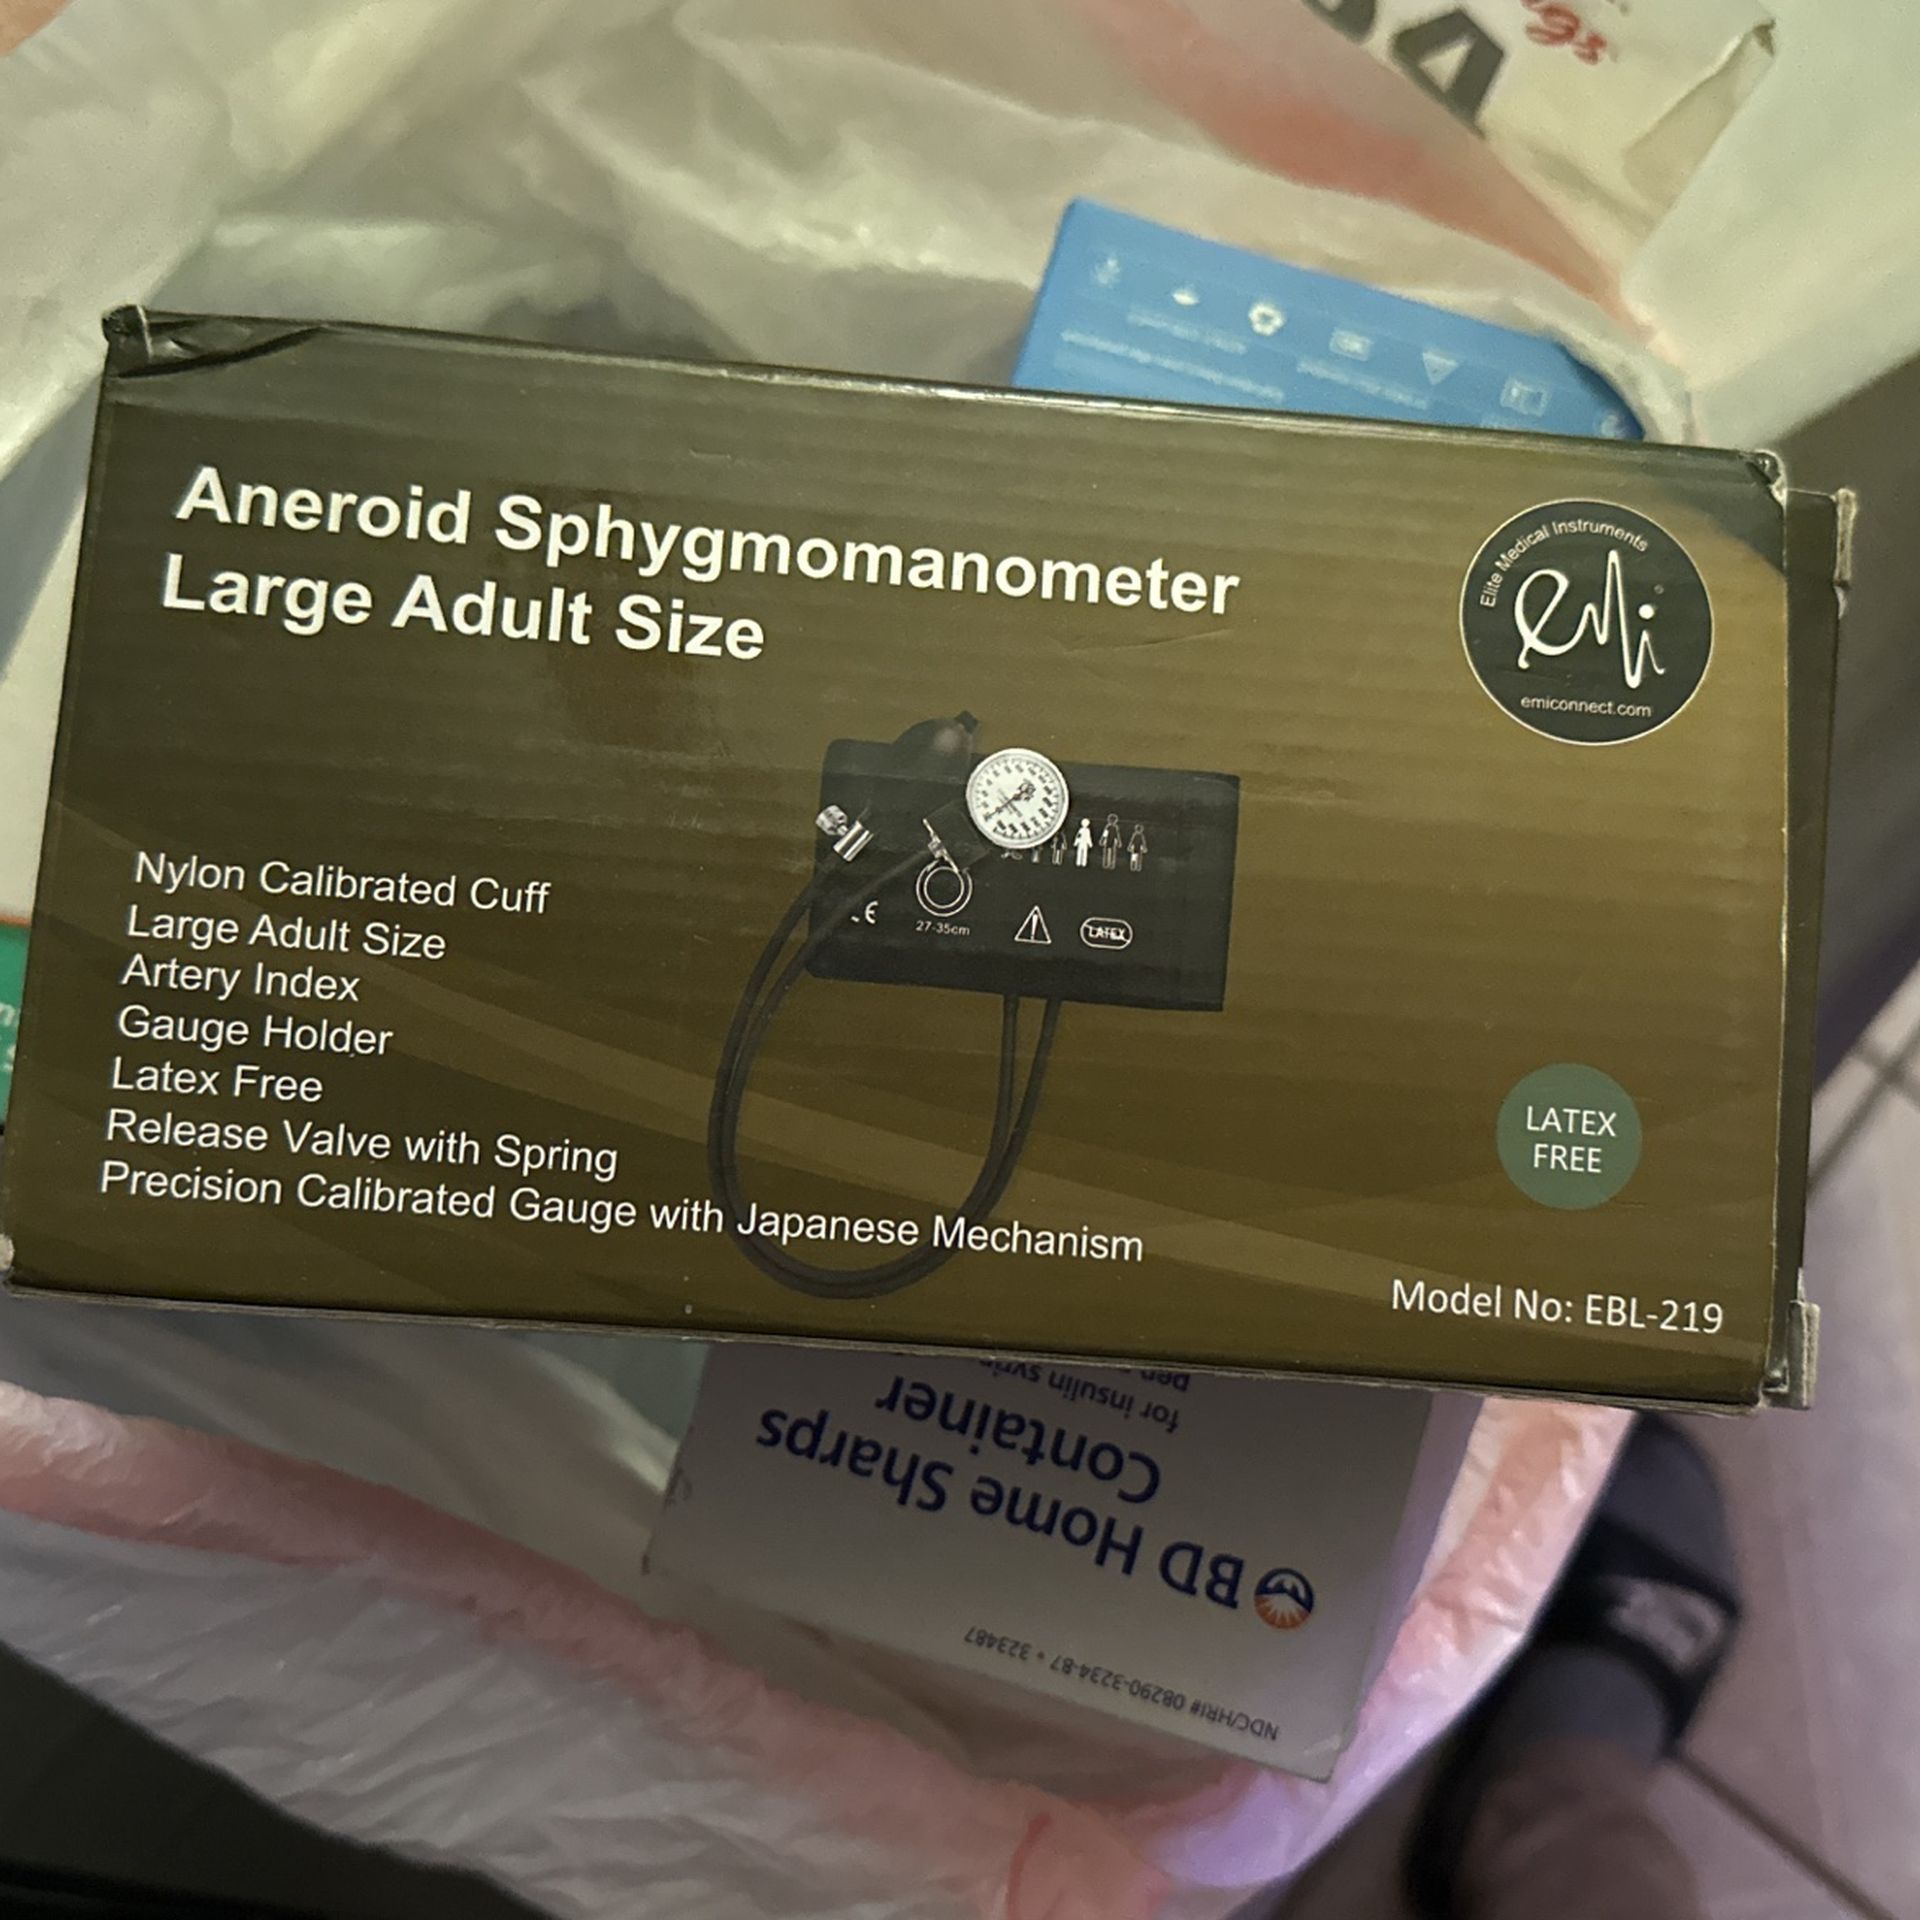 Aneroid Sphygmomanometer
Large Adult Size
Elite Medical Instruments
emi
emiconnect.com
27-35cm
LATEX
Nylon Calibrated Cuff
Large Adult Size
Artery Index
Gauge Holder
Latex Free
Release Valve with Spring
Precision Calibrated Gauge with Japanese Mechanism
LATEX
FREE
Model No: EBL-219
NDC/HRI# 08290-3234-87 • 323487
BD Home Sharps
Container
for insulin
pen